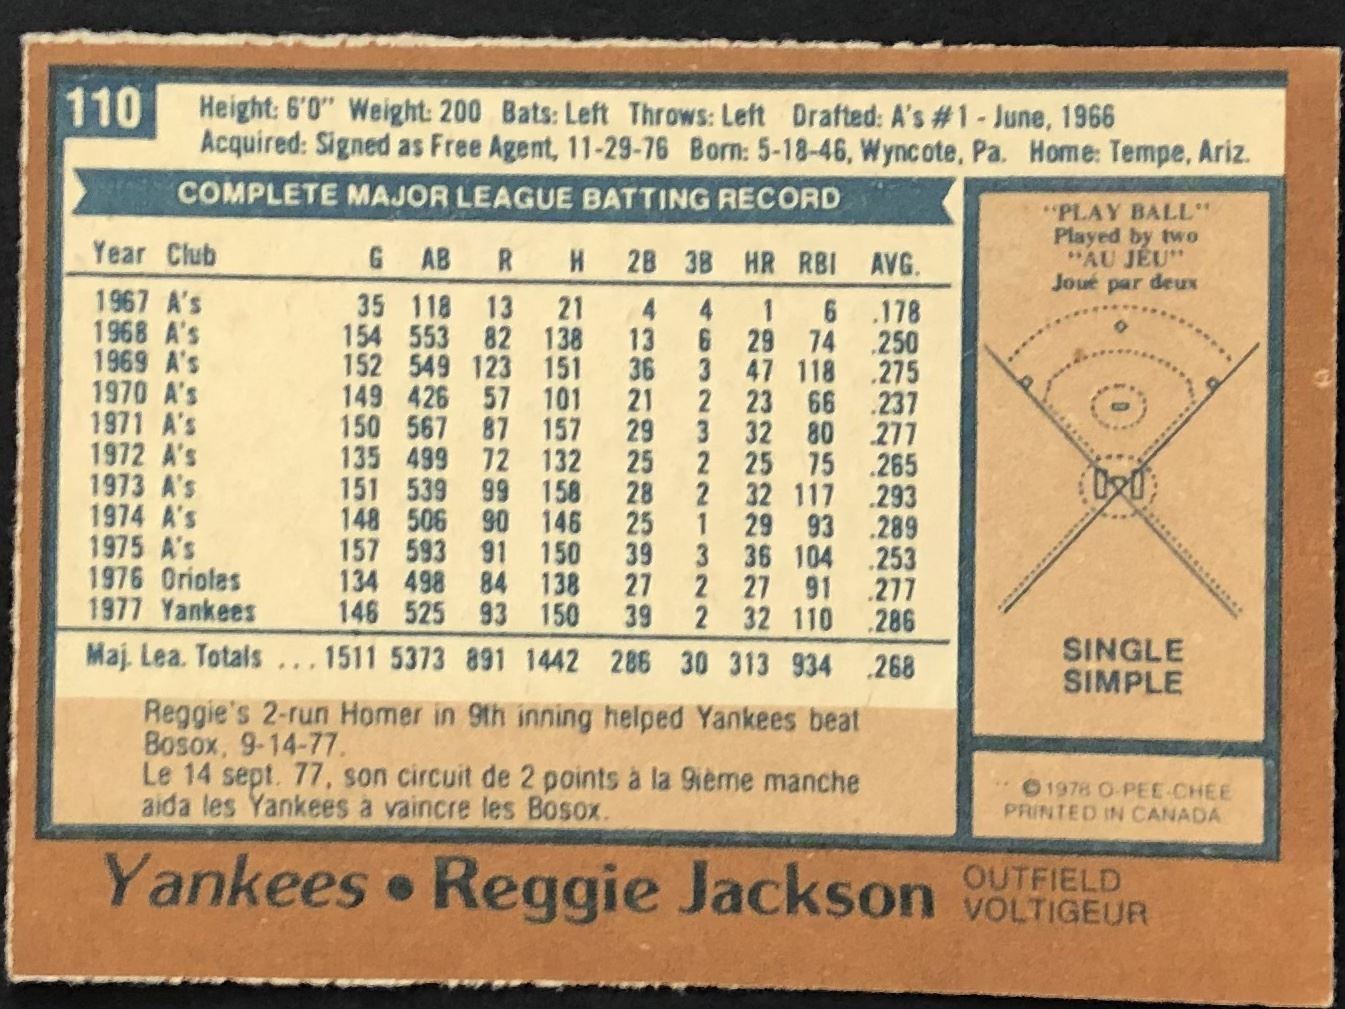 110
Height: 6'0" Weight: 200 Bats: Left Throws: Left Drafted: A's #1 - June, 1966
Acquired: Signed as Free Agent, 11-29-76 Born: 5-18-46, Wyncote, Pa. Home: Tempe, Ariz.
COMPLETE MAJOR LEAGUE BATTING RECORD
Year Club G AB R H 2B 3B HR RBI AVG.
1967 A's 35 118 13 21 4 4 1 6 .178
1968 A's 154 553 82 138 13 6 29 74 .250
1969 A's 152 549 123 151 36 3 47 118 .275
1970 A's 149 426 57 101 21 2 23 66 .237
1971 A's 150 567 87 157 29 3 32 80 .277
1972 A's 135 499 72 132 25 2 25 75 .265
1973 A's 151 539 99 158 28 2 32 117 .293
1974 A's 148 506 90 146 25 1 29 93 .289
1975 A's 157 593 91 150 39 3 36 104 .253
1976 Orioles 134 498 84 138 27 2 27 91 .277
1977 Yankees 146 525 93 150 39 2 32 110 .286
Maj. Lea. Totals ... 1511 5373 891 1442 286 30 313 934 .268
Reggie's 2-run Homer in 9th inning helped Yankees beat
Bosox, 9-14-77.
Le 14 sept. 77, son circuit de 2 points à la 9ième manche
aida les Yankees à vaincre les Bosox.
"PLAY BALL"
Played by two
"AU JEU"
Joué par deux
SINGLE
SIMPLE
©1978 O-PEE-CHEE
PRINTED IN CANADA
Yankees • Reggie Jackson
OUTFIELD
VOLTIGEUR